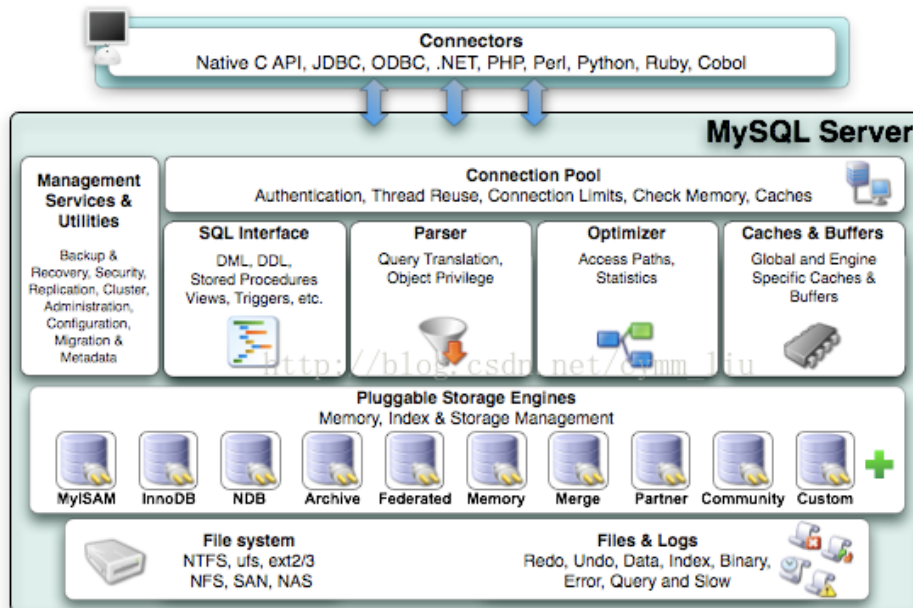 Connectors
Native C API, JDBC, ODBC, .NET, PHP, Perl, Python, Ruby, Cobol
MySQL Server
Management
Services &
Utilities
Backup &
Recovery, Security,
Replication, Cluster,
Administration,
Configuration,
Migration &
Metadata
Connection Pool
Authentication, Thread Reuse, Connection Limits, Check Memory, Caches
SQL Interface
DML, DDL,
Stored Procedures
Views, Triggers, etc.
Parser
Query Translation,
Object Privilege
Optimizer
Access Paths,
Statistics
Caches & Buffers
Global and Engine
Specific Caches &
Buffers
http://blog.csdn.net/cymm_liu
Pluggable Storage Engines
Memory, Index & Storage Management
MyISAM
InnoDB
NDB
Archive
Federated
Memory
Merge
Partner
Community
Custom
File system
NTFS, ufs, ext2/3
NFS, SAN, NAS
Files & Logs
Redo, Undo, Data, Index, Binary,
Error, Query and Slow